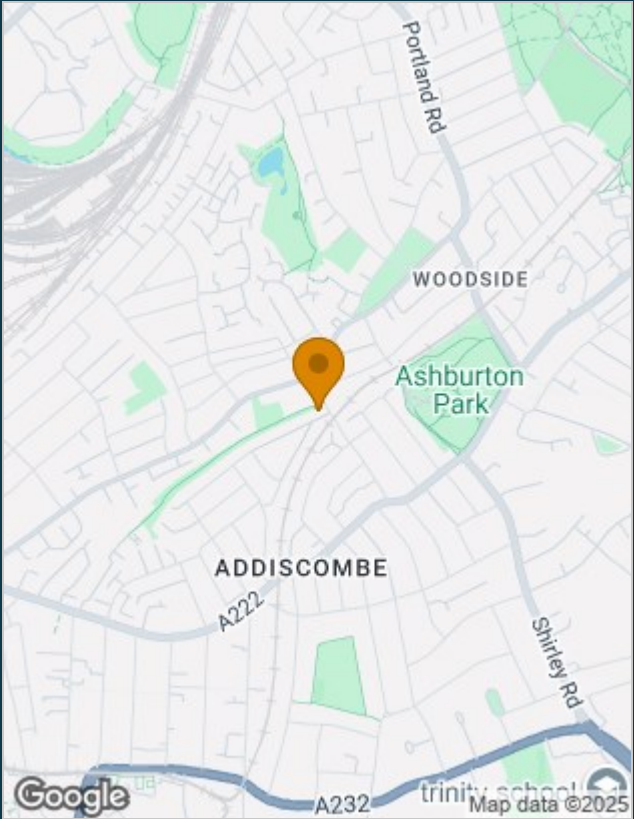 Portland Rd
WOODSIDE
Ashburton
Park
ADDISCOMBE
A222
Shirley Rd
trinity school
A232
Google
Map data ©2025